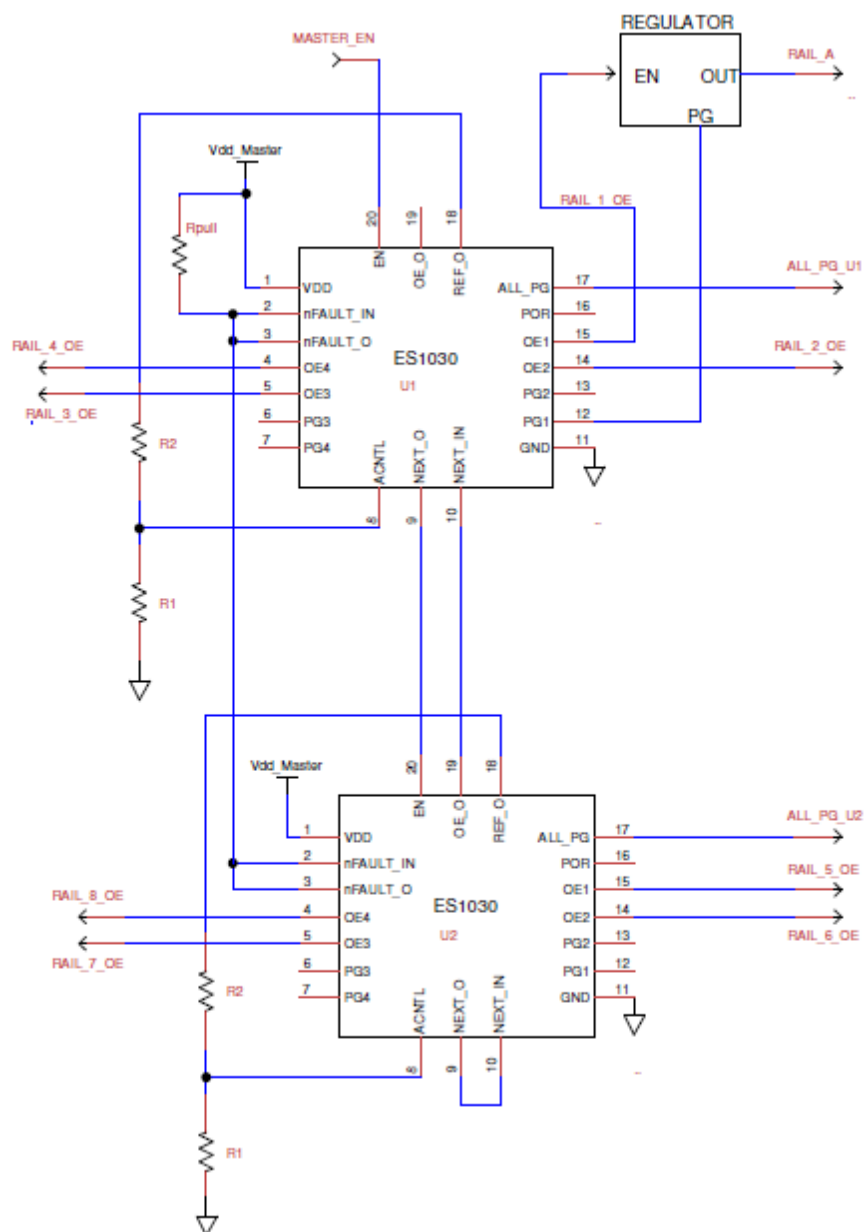 REGULATOR
MASTER_EN
RAIL_A
EN OUT
PG
Vdd_Master
Rpull
RAIL_1_OE
20 19 18
EN OE_O REF_O
1 VDD
2 nFAULT_IN
3 nFAULT_O
RAIL_4_OE
4 OE4
5 OE3
RAIL_3_OE
6 PG3
7 PG4
ES1030
U1
ALL_PG 17
ALL_PG_U1
POR 16
OE1 15
OE2 14
RAIL_2_OE
PG2 13
PG1 12
GND 11
ACNTL NEXT_O NEXT_IN
8 9 10
R2
R1
Vdd_Master
20 19 18
EN OE_O REF_O
1 VDD
2 nFAULT_IN
3 nFAULT_O
RAIL_8_OE
4 OE4
5 OE3
RAIL_7_OE
6 PG3
7 PG4
ES1030
U2
ALL_PG 17
ALL_PG_U2
POR 16
OE1 15
RAIL_5_OE
OE2 14
RAIL_6_OE
PG2 13
PG1 12
GND 11
ACNTL NEXT_O NEXT_IN
8 9 10
R2
R1